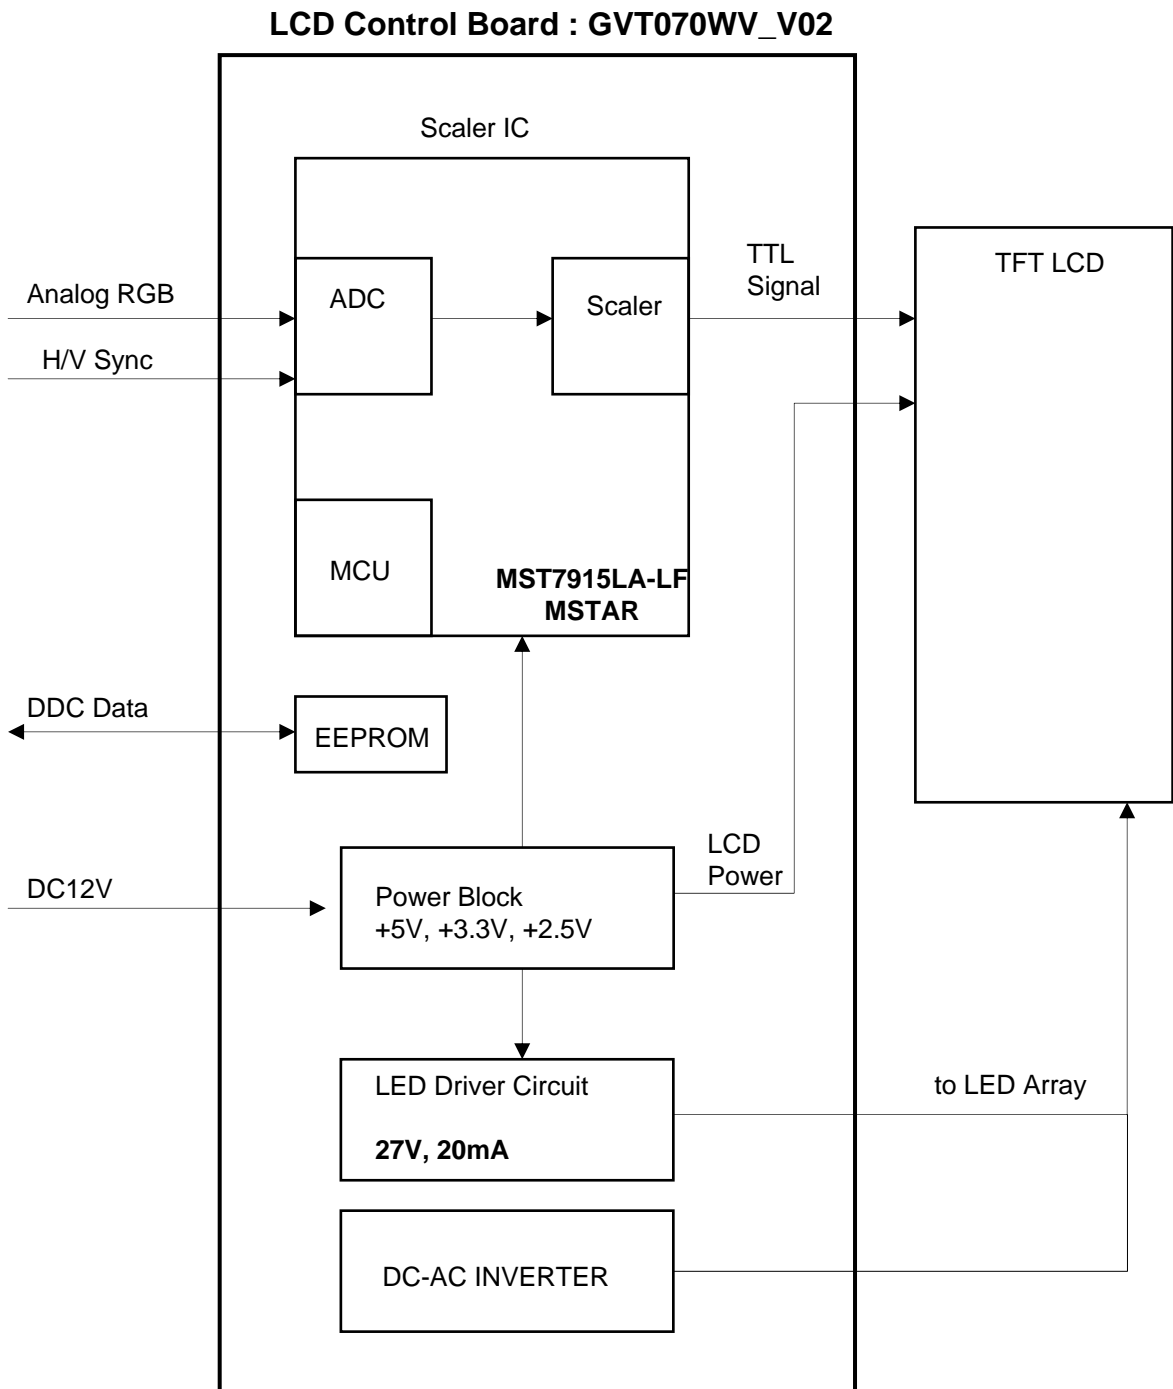 LCD Control Board : GVT070WV_V02
Scaler IC
Analog RGB
H/V Sync
ADC
Scaler
TTL
Signal
TFT LCD
MCU
MST7915LA-LF
MSTAR
DDC Data
EEPROM
DC12V
Power Block
+5V, +3.3V, +2.5V
LCD
Power
LED Driver Circuit
27V, 20mA
to LED Array
DC-AC INVERTER